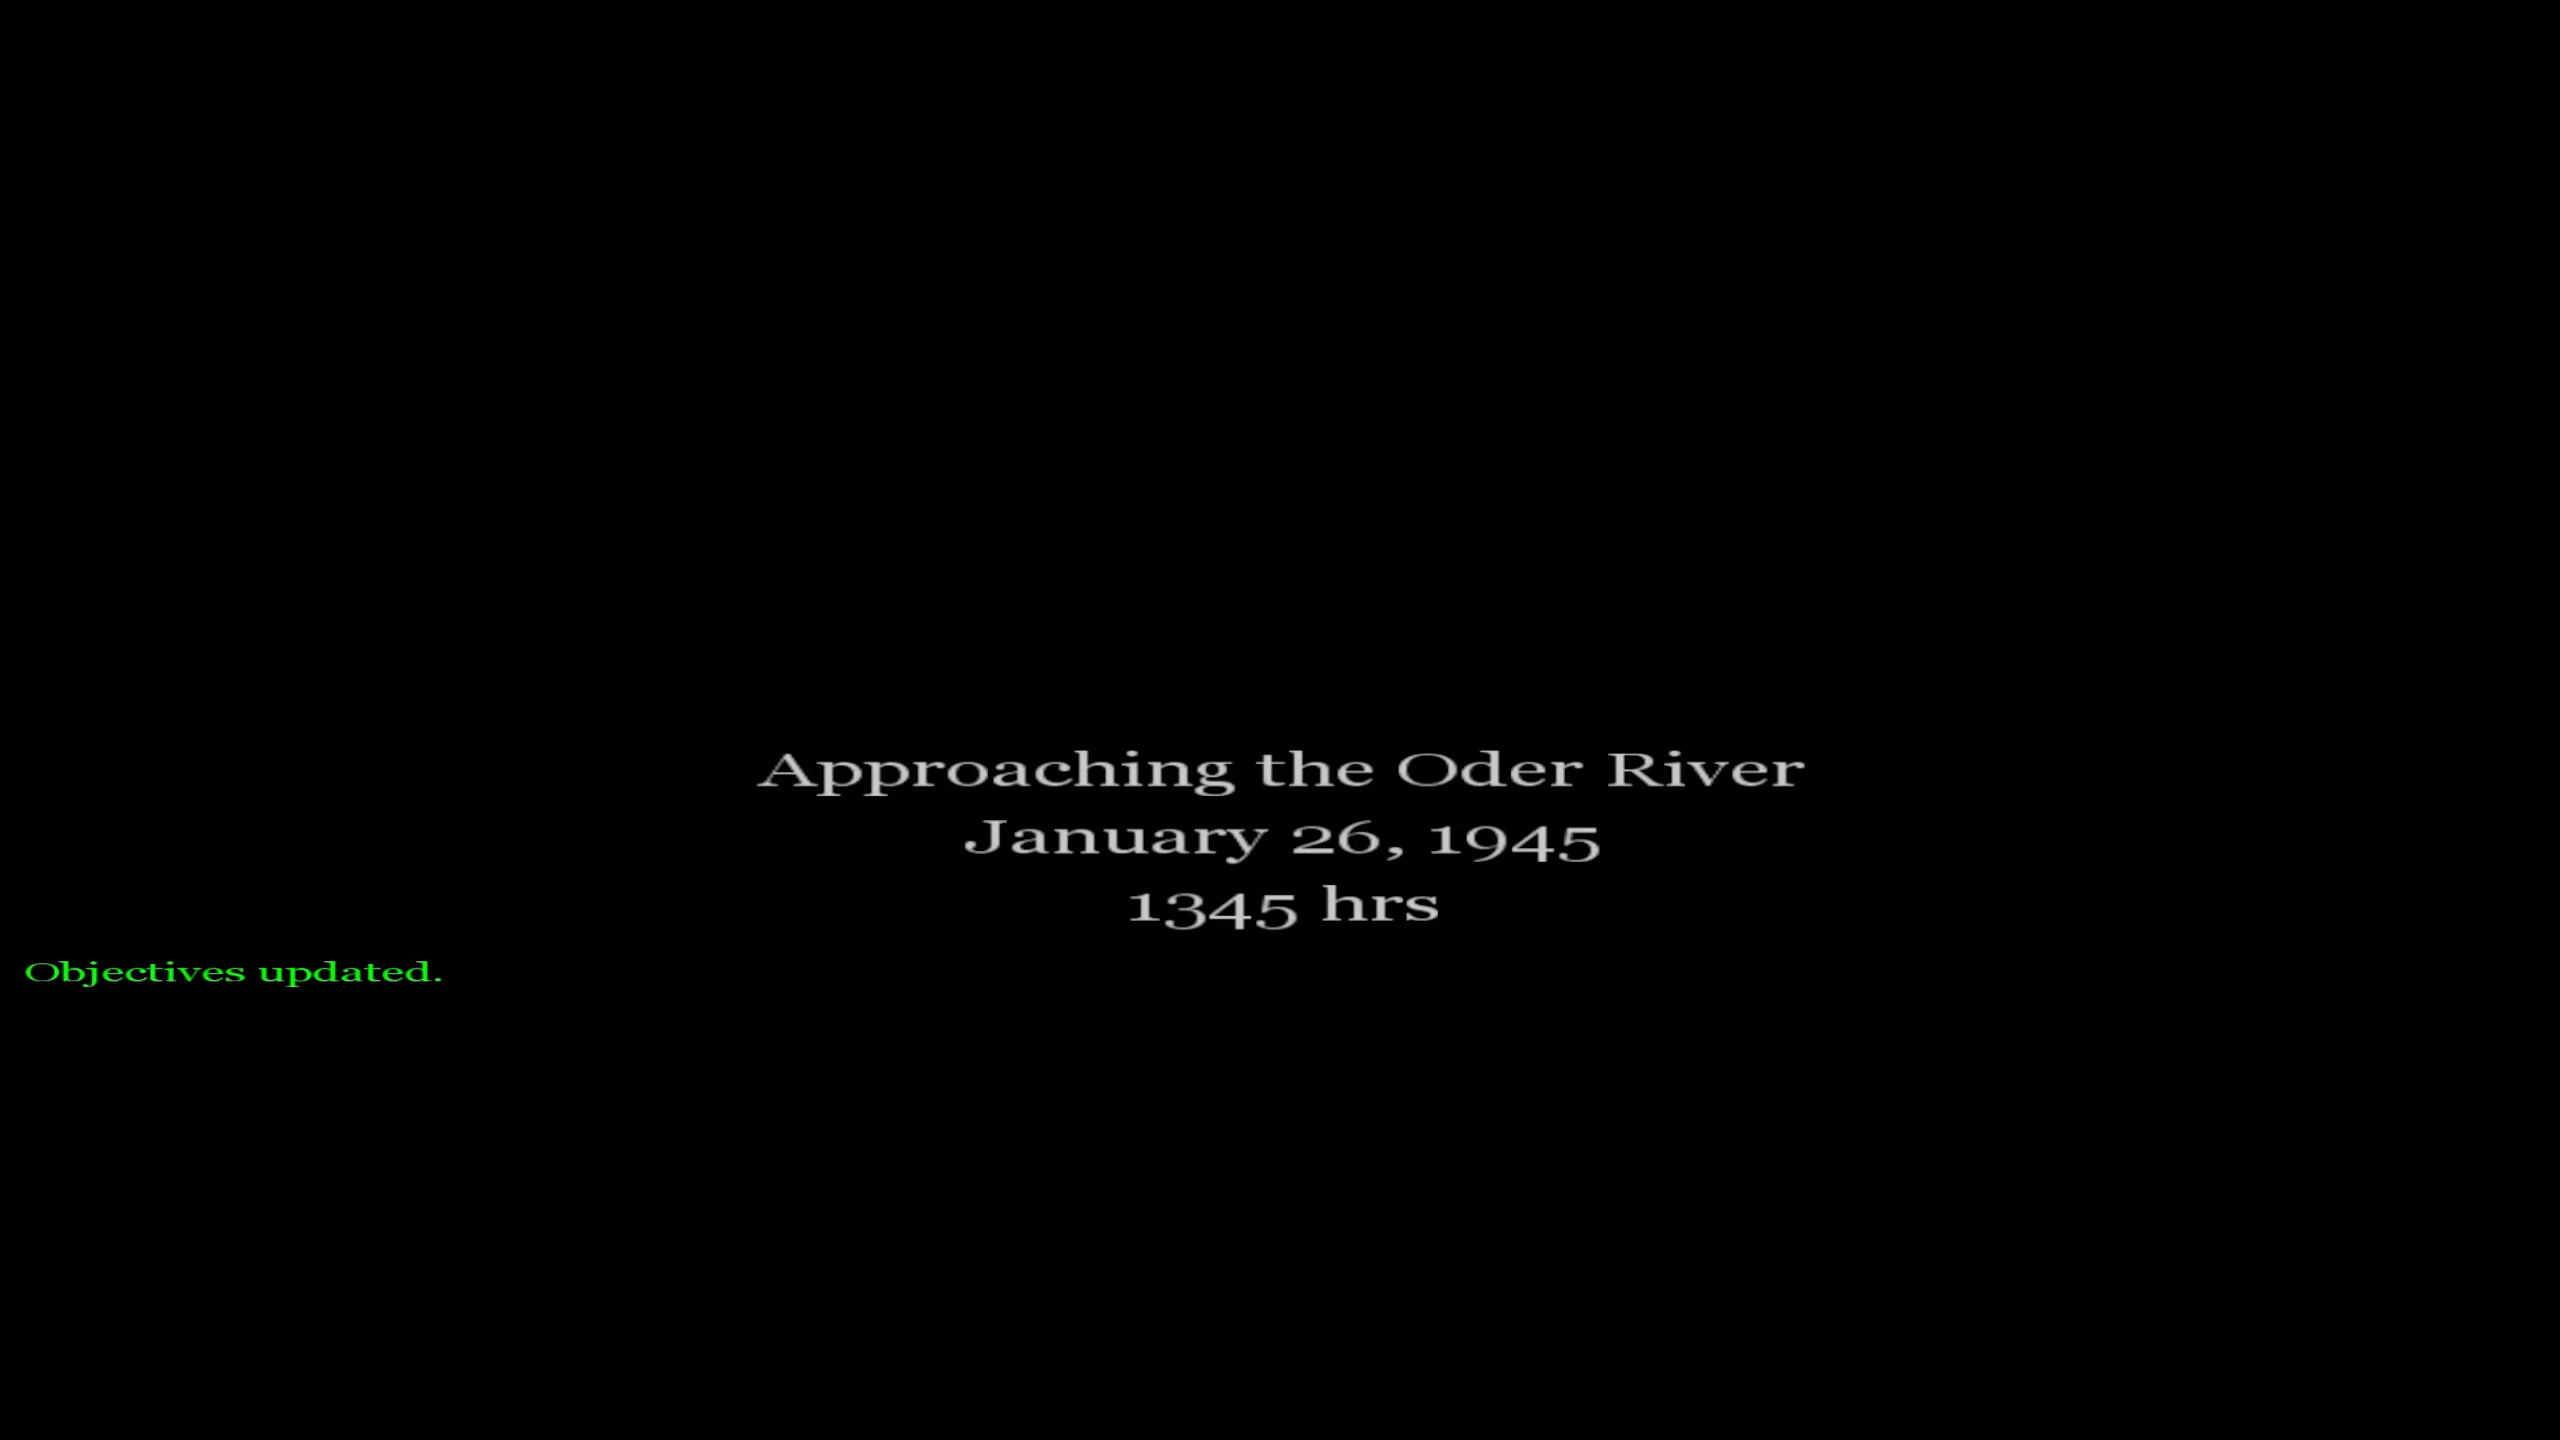 Approaching the Oder River
January 26, 1945
1345 hrs
Objectives updated.